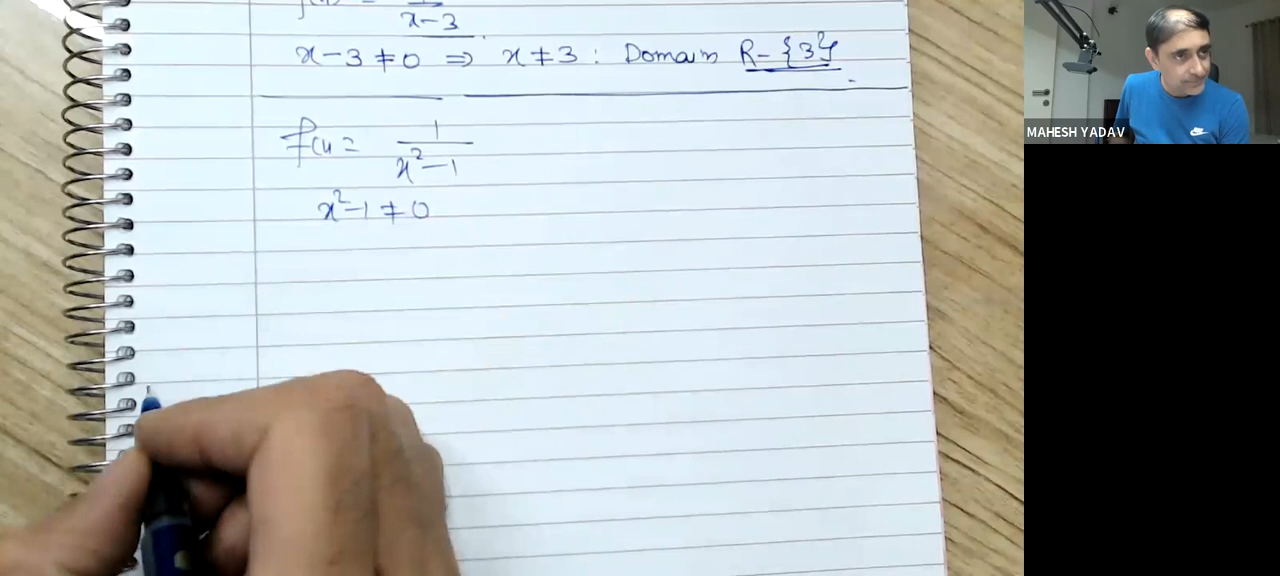 x-3
x-3 ≠ 0 ⇒ x ≠ 3 : Domain R-{3}
f(x) = 1/(x²-1)
x²-1 ≠ 0
MAHESH YADAV